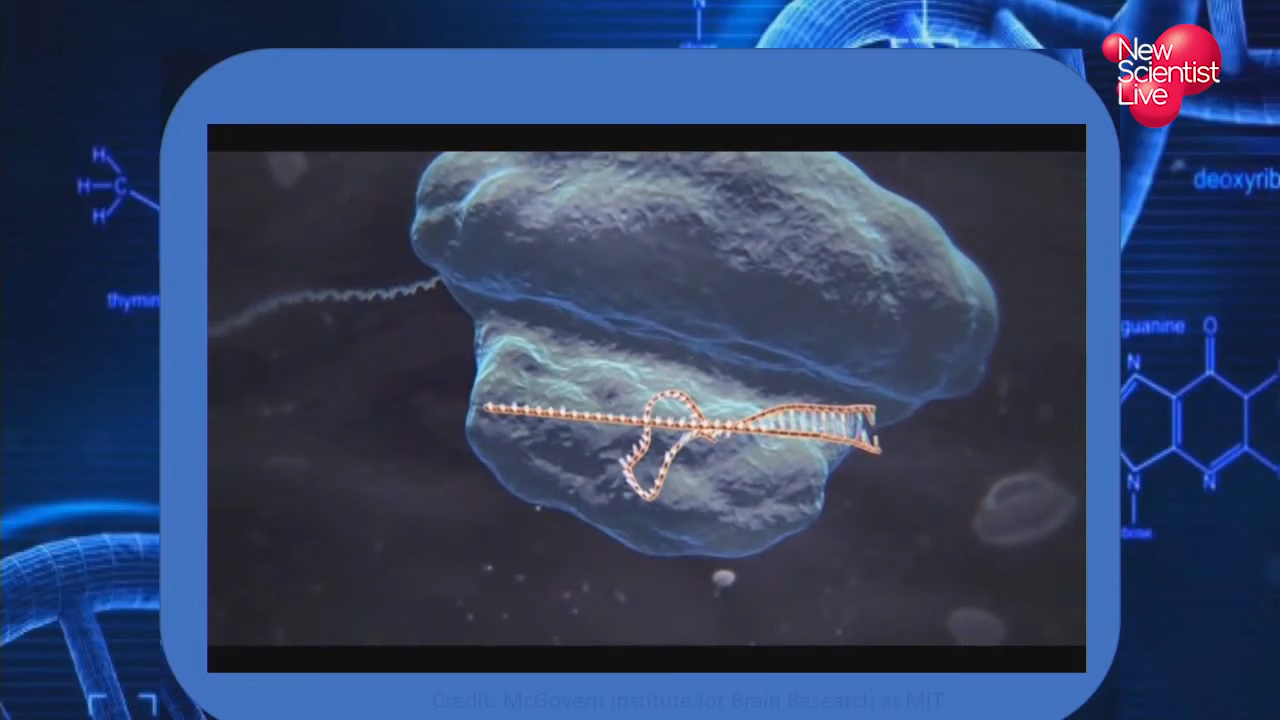 New
Scientist
Live
N
H
H
C
H
thymin
deoxyrib
guanine
O
N
N
N
Credit: McGovern Institute for Brain Research at MIT